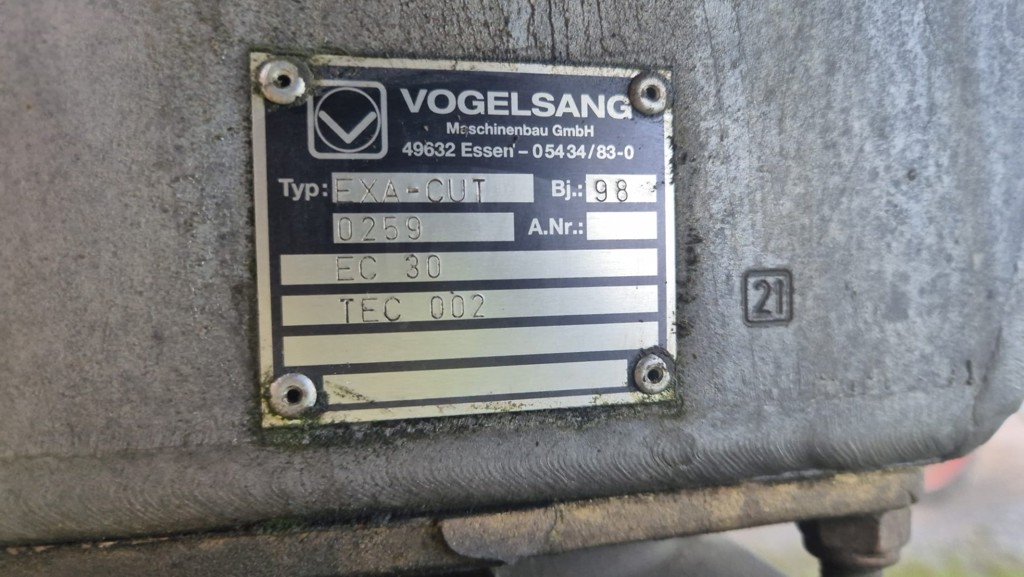 VOGELSANG
Maschinenbau GmbH
49632 Essen - 05434/83-0
Typ: EXA-CUT Bj.: 98
0259 A.Nr.:
EC 30
TEC 002
21